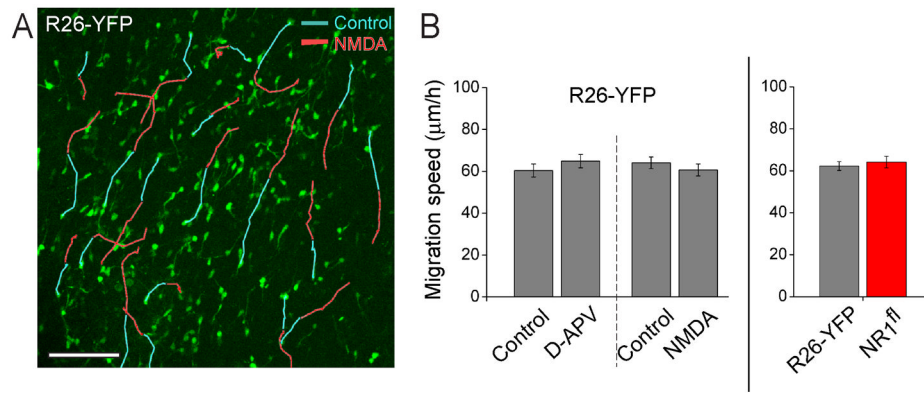 A
R26-YFP
Control
NMDA
B
R26-YFP
Migration speed (μm/h)
100
80
60
40
20
0
Control
D-APV
Control
NMDA
100
80
60
40
20
0
R26-YFP
NR1fl